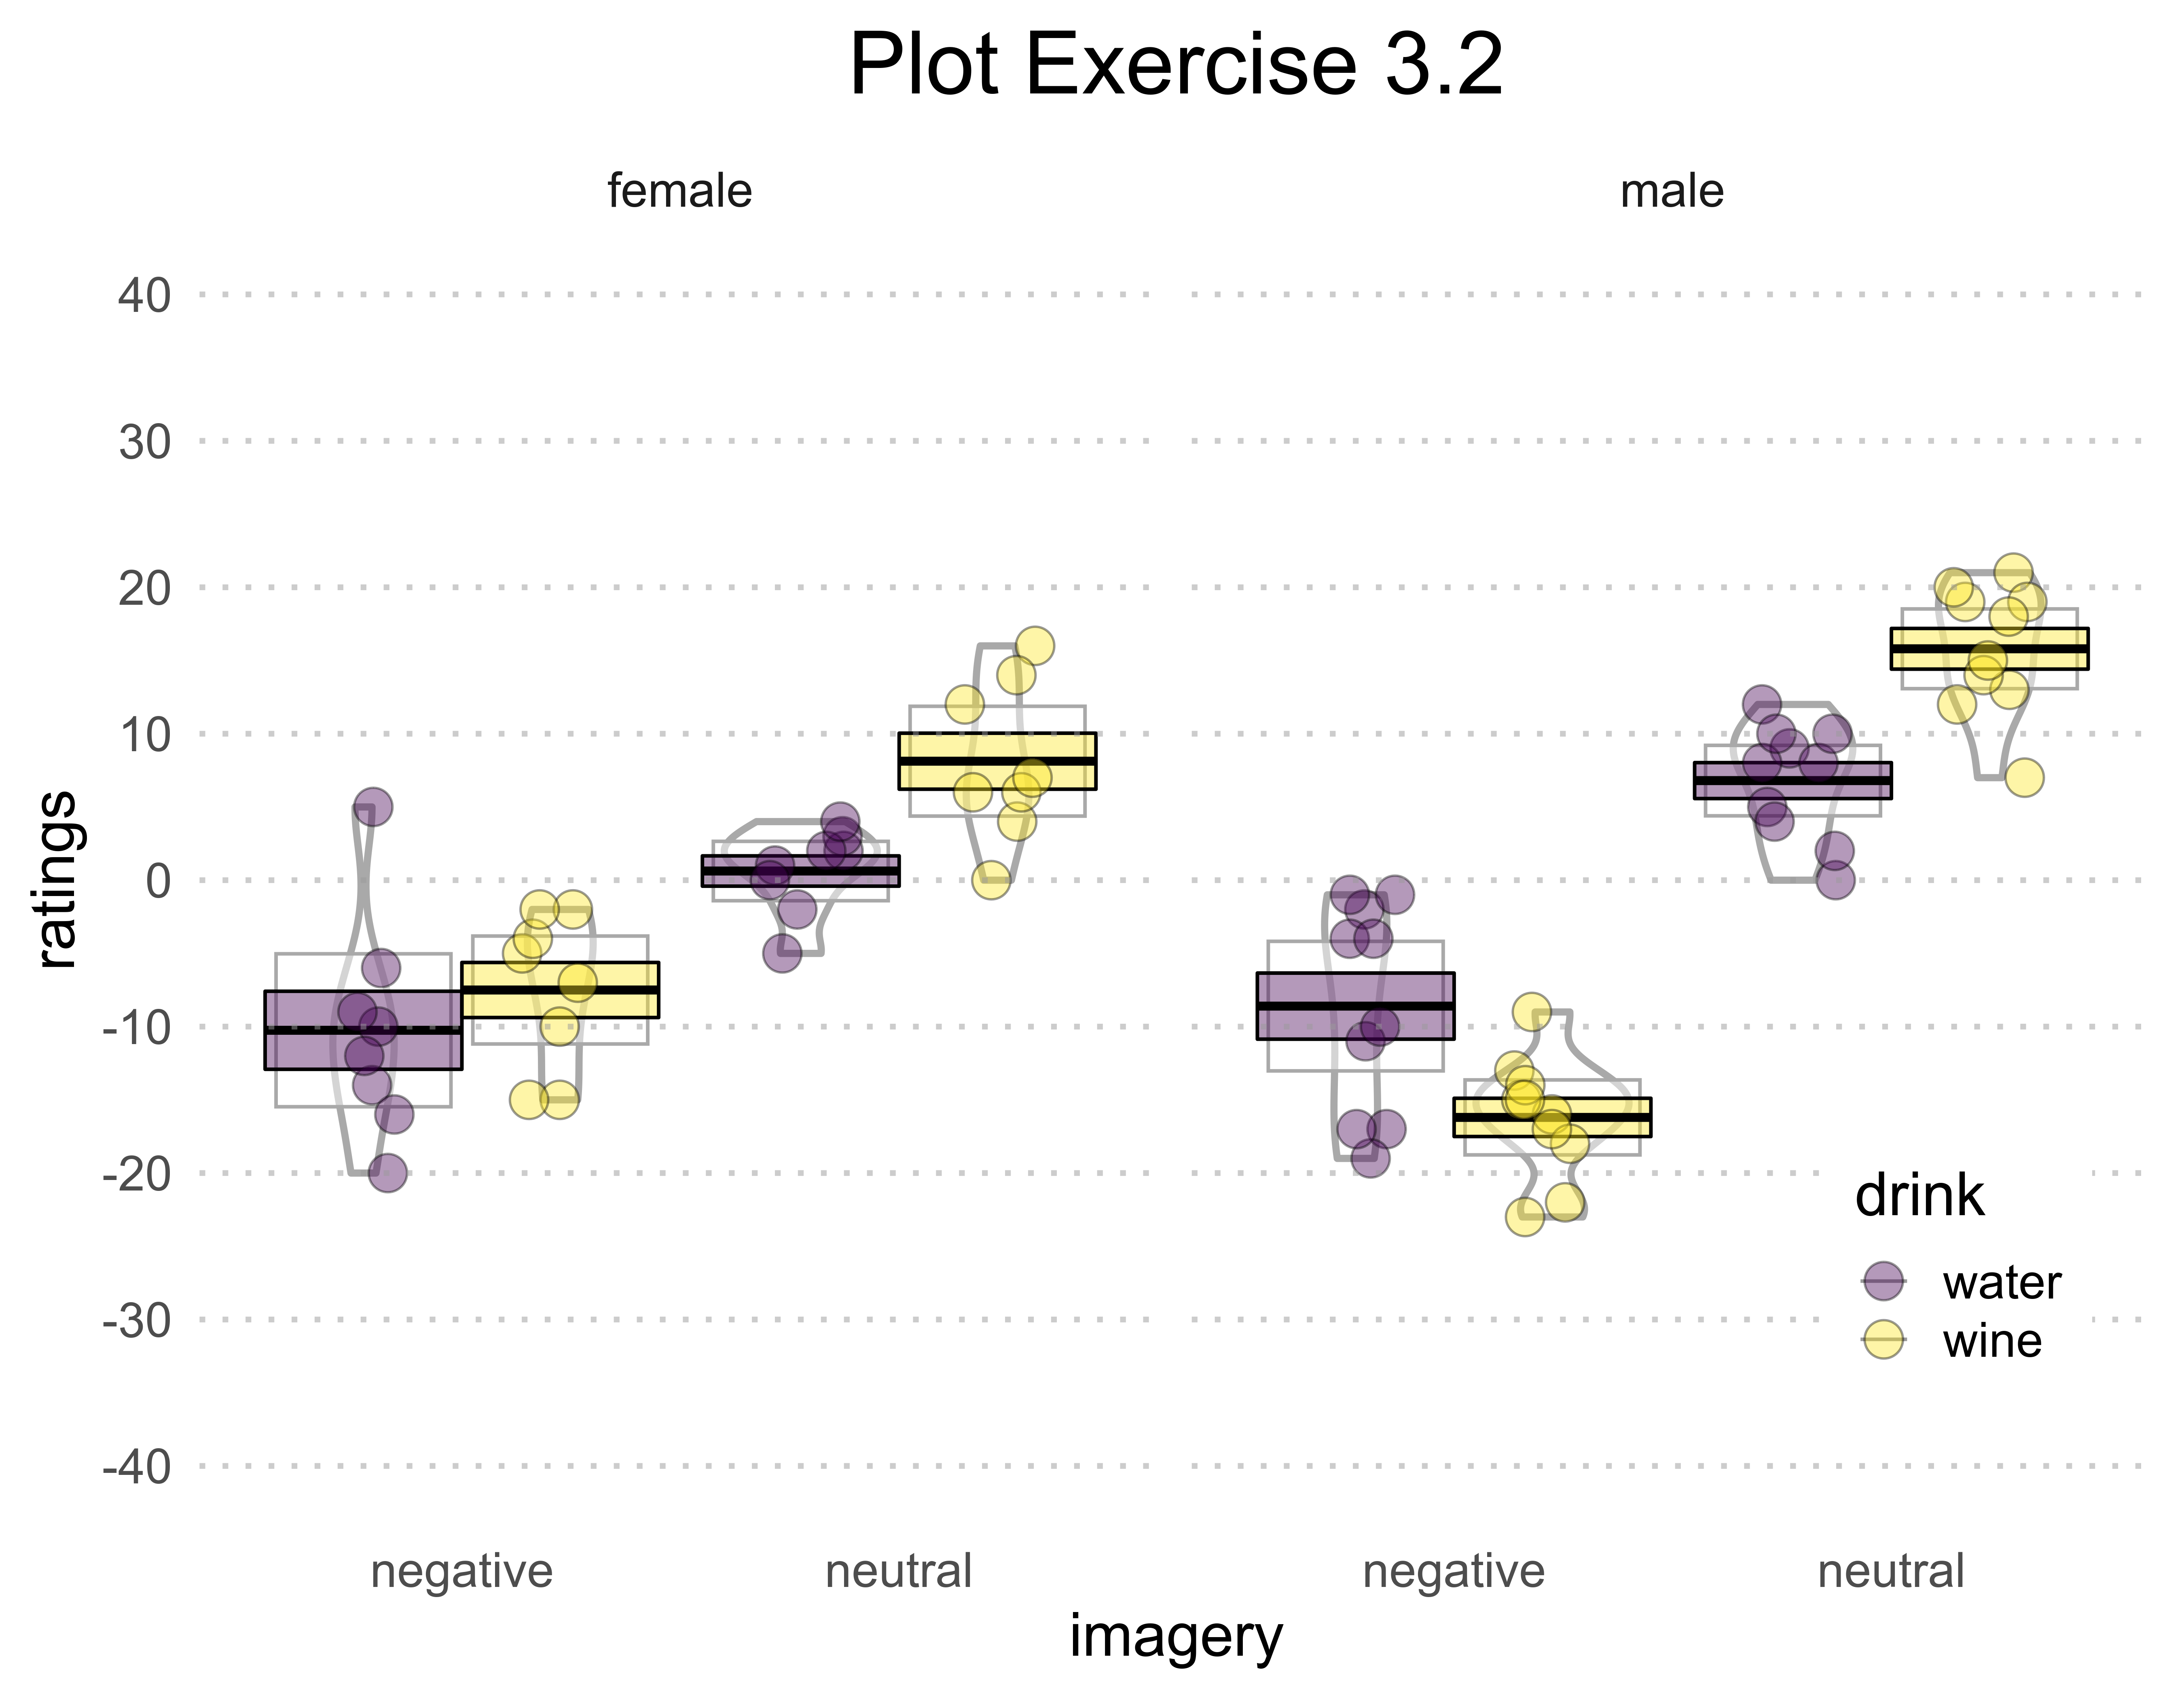 Plot Exercise 3.2
female
male
40
30
20
10
0
-10
-20
-30
-40
ratings
drink
water
wine
negative
neutral
negative
neutral
imagery